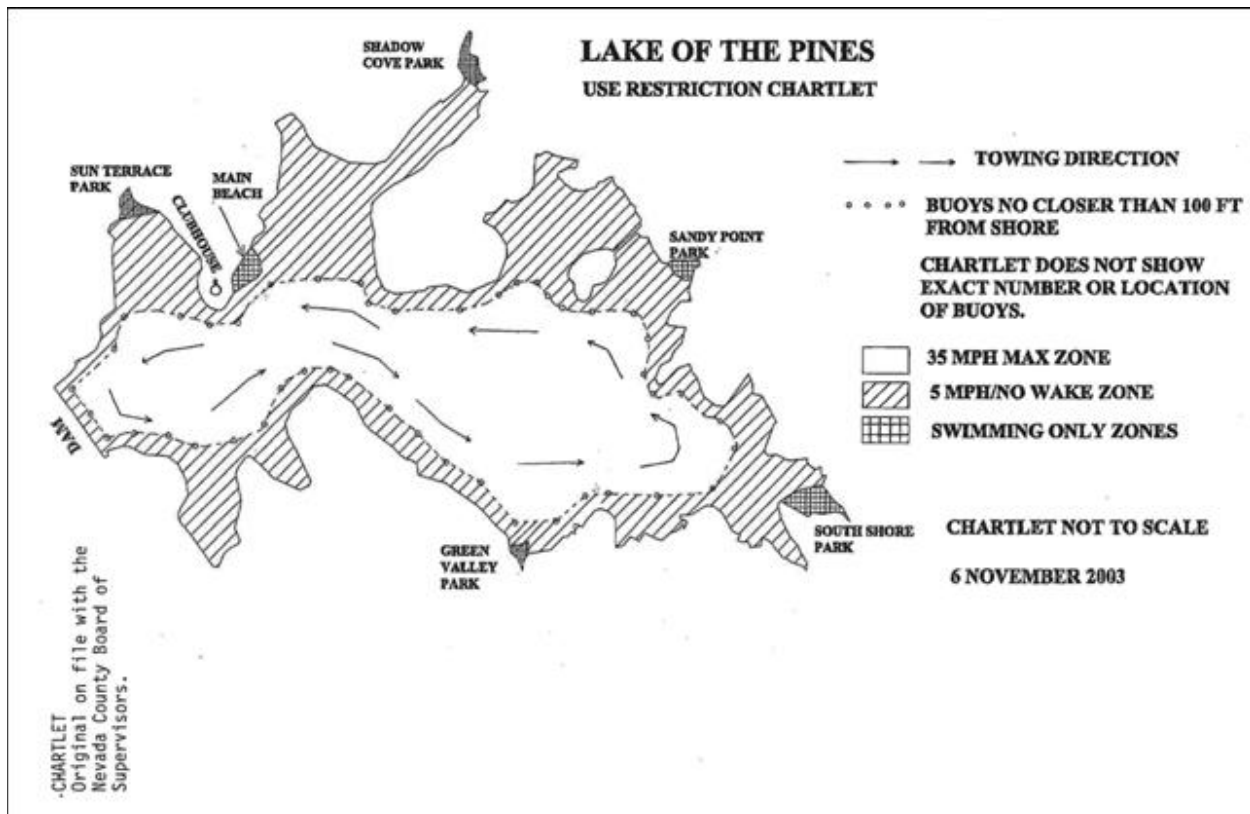 LAKE OF THE PINES
USE RESTRICTION CHARTLET
SHADOW
COVE PARK
SUN TERRACE
PARK
MAIN
BEACH
CLUBHOUSE
SANDY POINT
PARK
DAM
GREEN
VALLEY
PARK
SOUTH SHORE
PARK
TOWING DIRECTION
BUOYS NO CLOSER THAN 100 FT
FROM SHORE
CHARTLET DOES NOT SHOW
EXACT NUMBER OR LOCATION
OF BUOYS.
35 MPH MAX ZONE
5 MPH/NO WAKE ZONE
SWIMMING ONLY ZONES
CHARTLET NOT TO SCALE
6 NOVEMBER 2003
-CHARTLET
Original on file with the
Nevada County Board of
Supervisors.